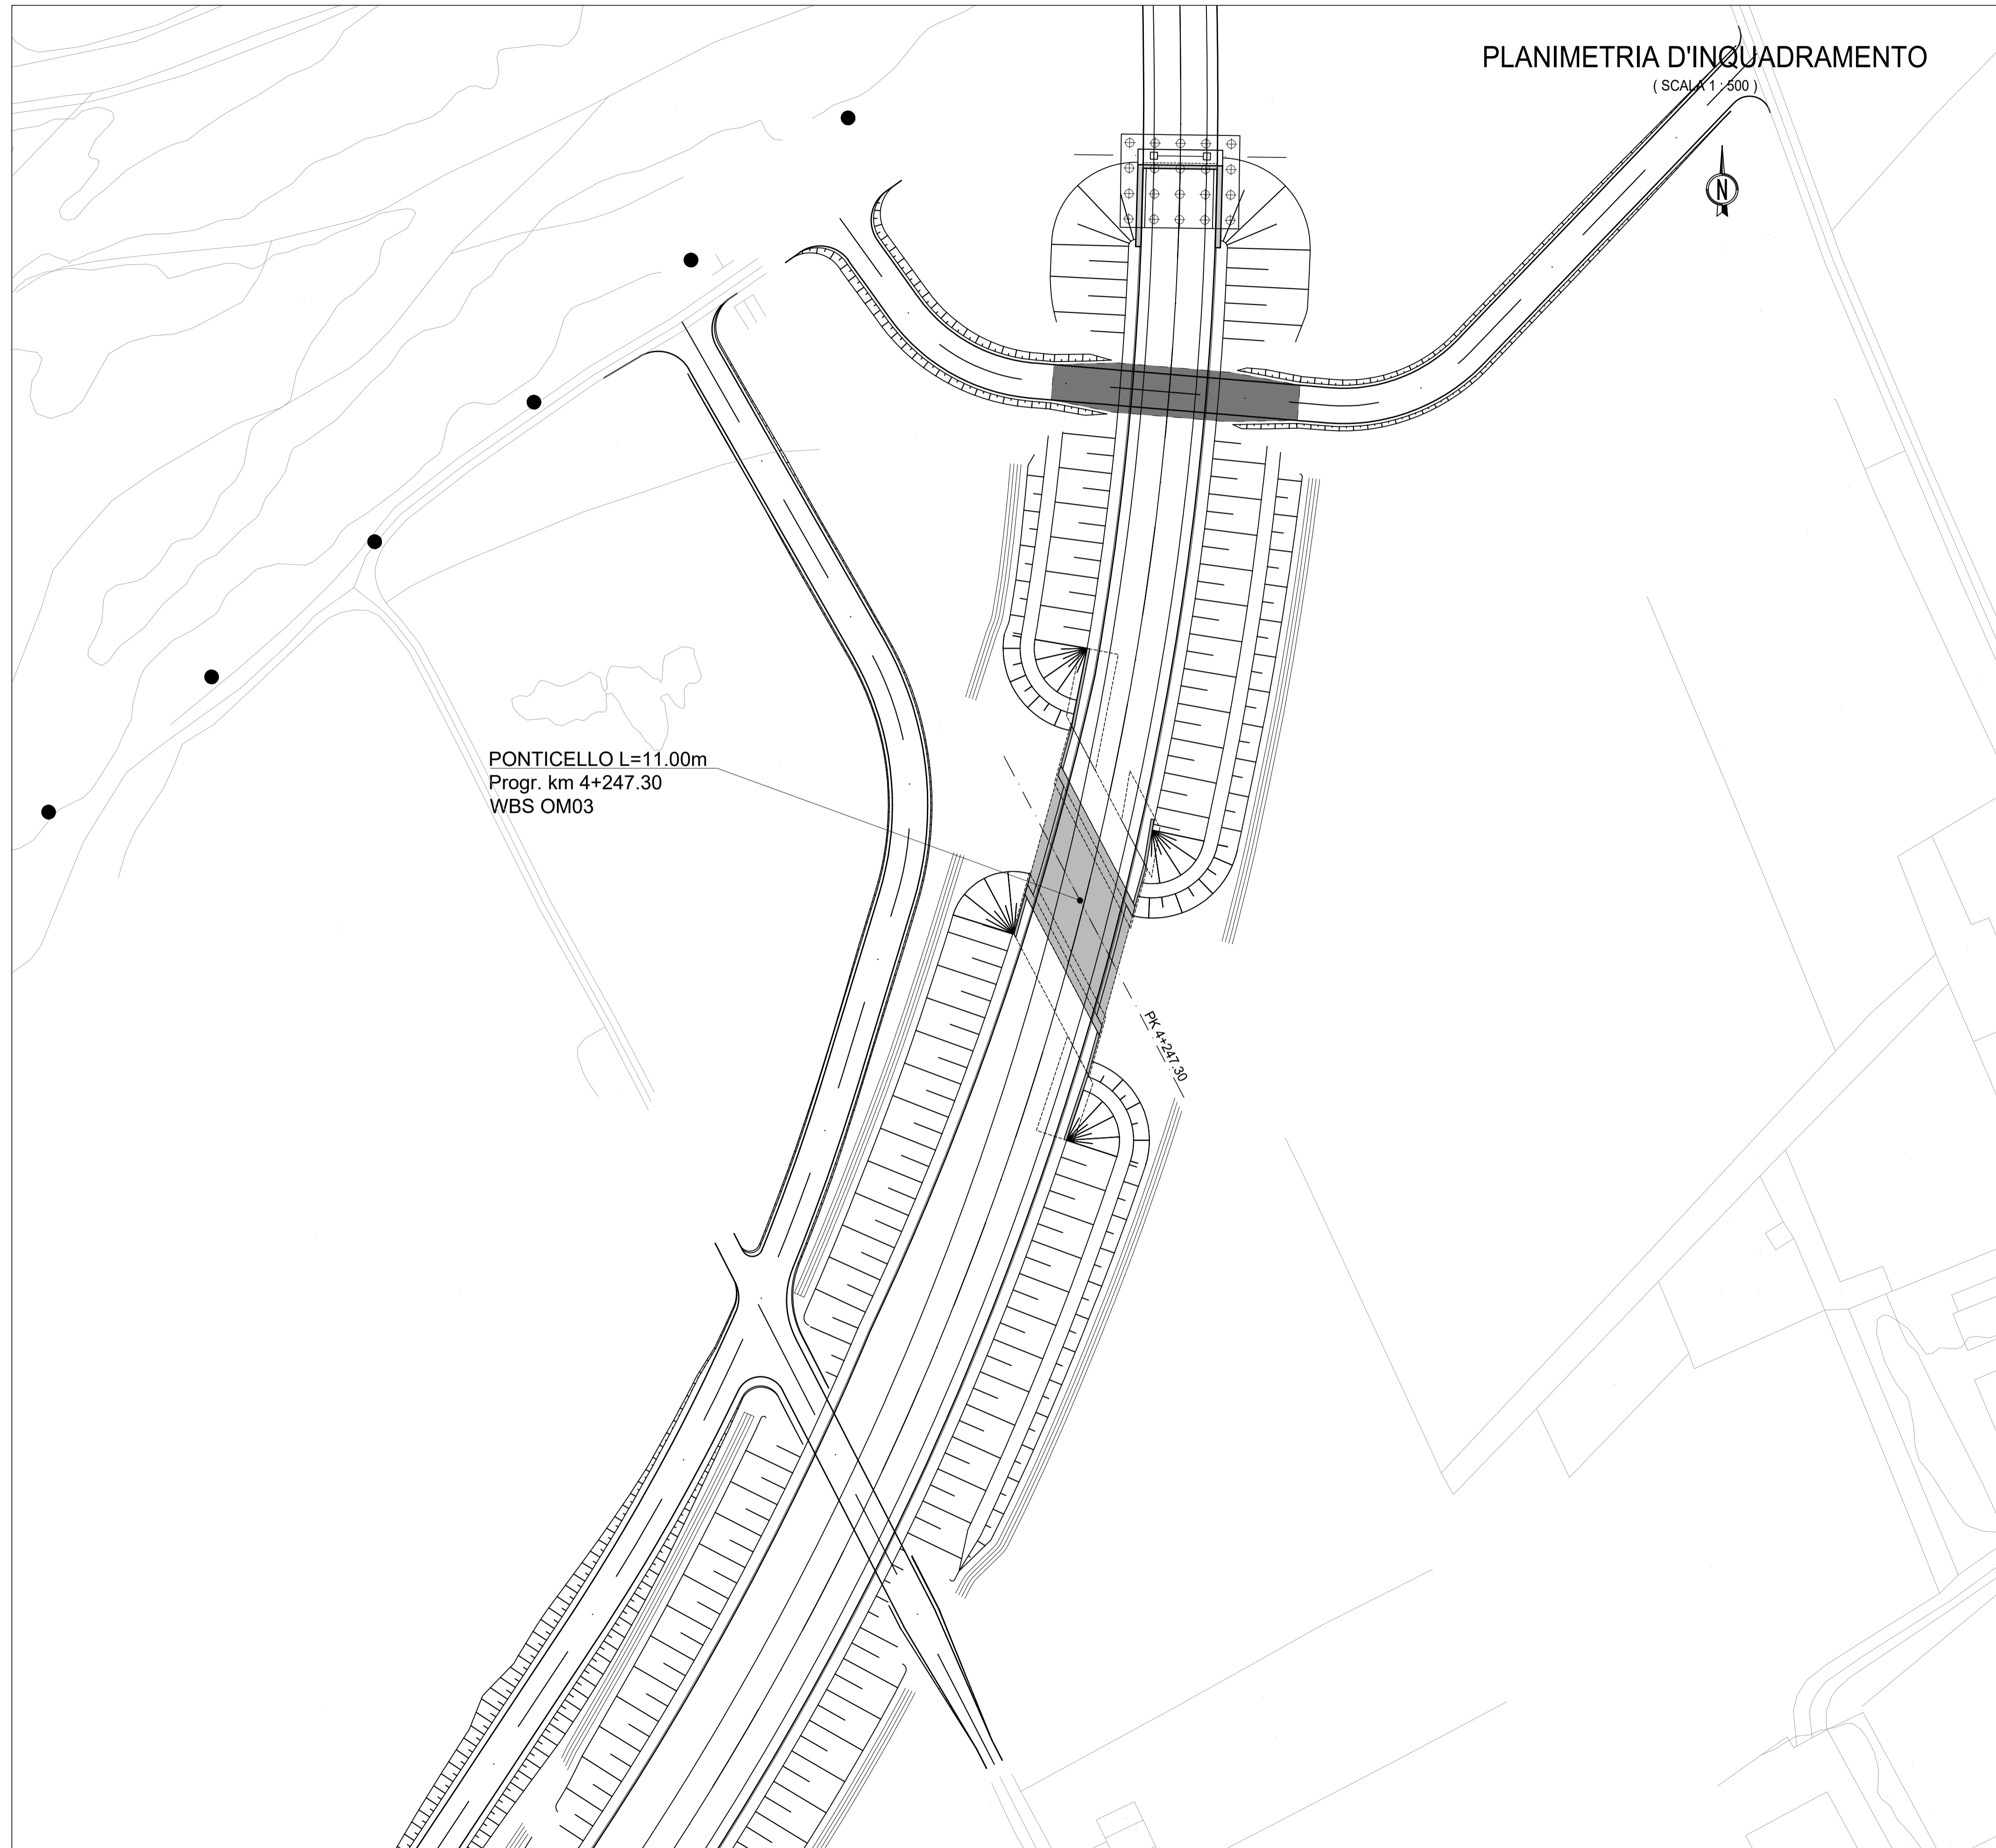 PLANIMETRIA D'INQUADRAMENTO
( SCALA 1 : 500 )
N
PONTICELLO L=11.00m
Progr. km 4+247.30
WBS OM03
PK 4+247.30